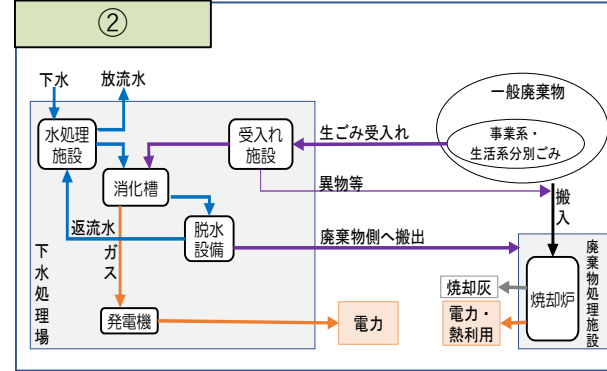 ②
下水
放流水
一般廃棄物
事業系・
生活系分別ごみ
水処理
施設
受入れ
施設
生ごみ受入れ
消化槽
異物等
搬入
返流水
ガス
脱水
設備
廃棄物側へ搬出
下水処理場
発電機
電力
焼却灰
電力・
熱利用
焼却炉
廃棄物処理施設